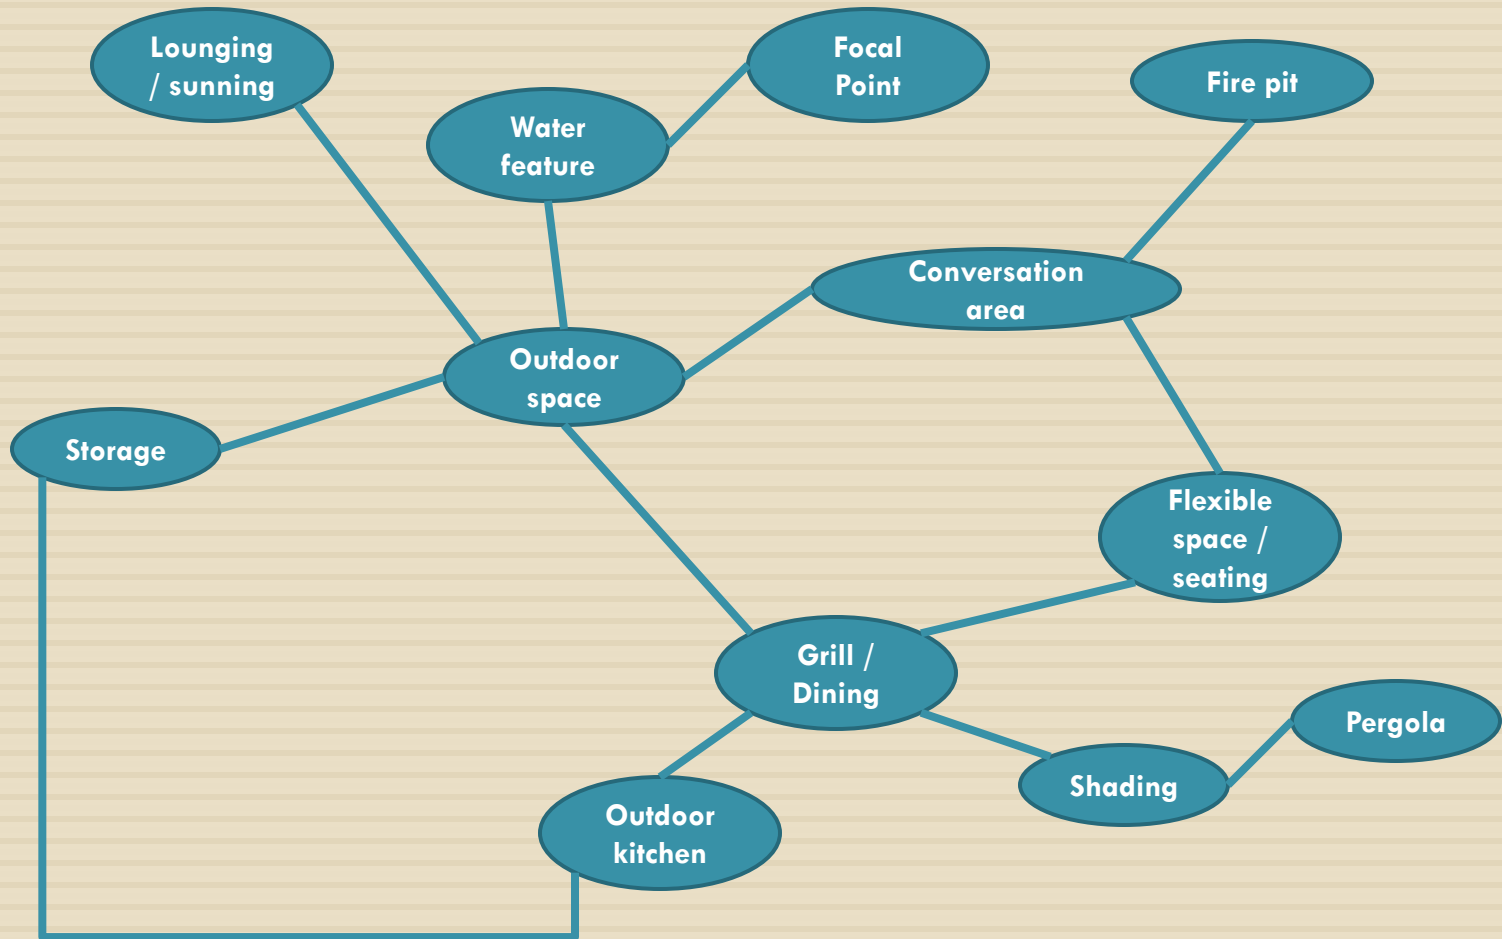 Lounging
/ sunning
Water
feature
Focal
Point
Fire pit
Conversation
area
Outdoor
space
Storage
Flexible
space /
seating
Grill /
Dining
Pergola
Shading
Outdoor
kitchen